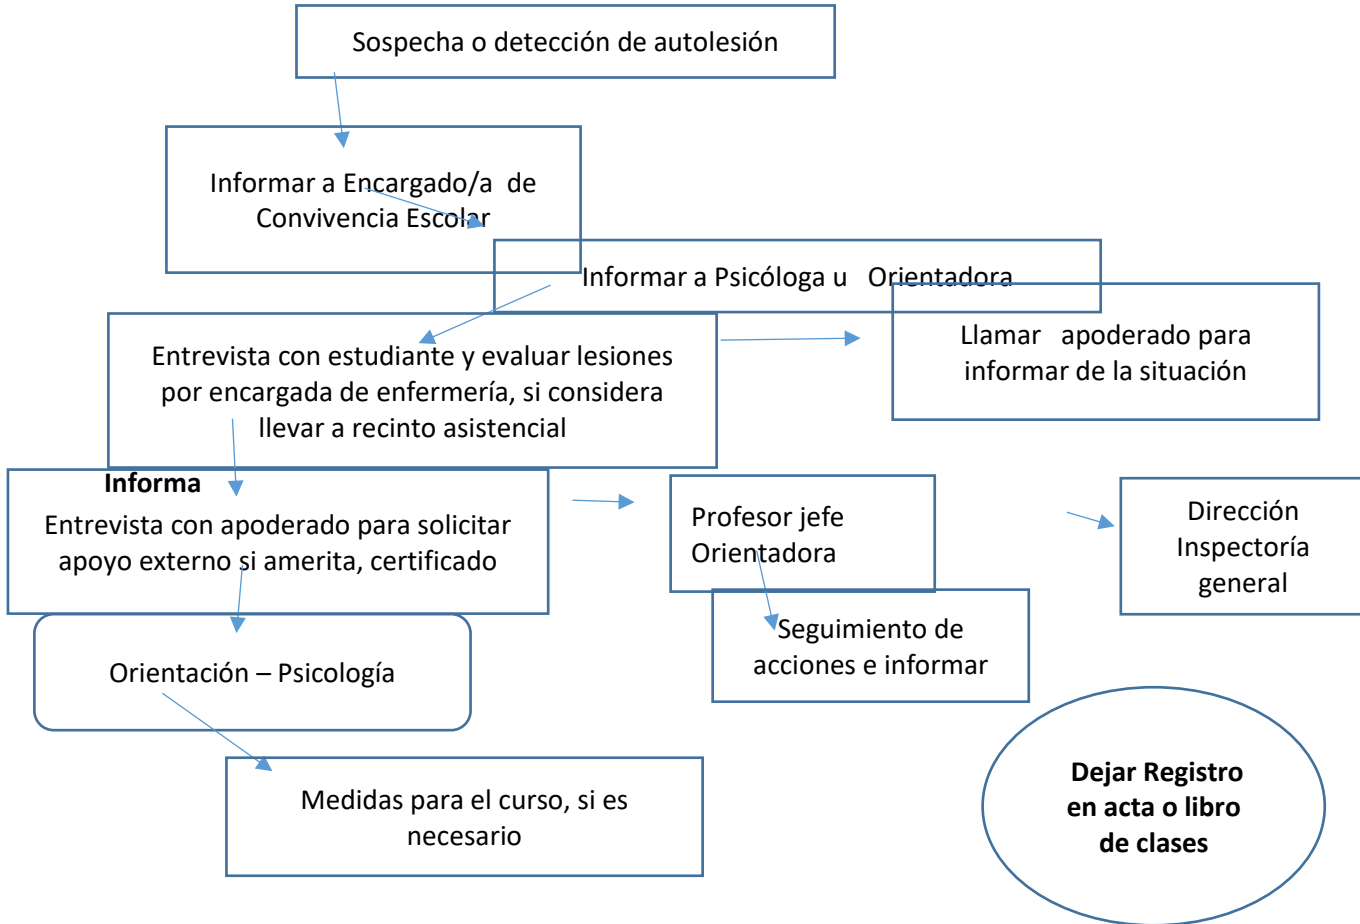 Sospecha o detección de autolesión
Informar a Encargado/a de
Convivencia Escolar
Informar a Psicóloga u Orientadora
Llamar apoderado para
informar de la situación
Entrevista con estudiante y evaluar lesiones
por encargada de enfermería, si considera
llevar a recinto asistencial
Informa
Entrevista con apoderado para solicitar
apoyo externo si amerita, certificado
Profesor jefe
Orientadora
Dirección
Inspectoría
general
Seguimiento de
acciones e informar
Orientación – Psicología
Medidas para el curso, si es
necesario
Dejar Registro
en acta o libro
de clases